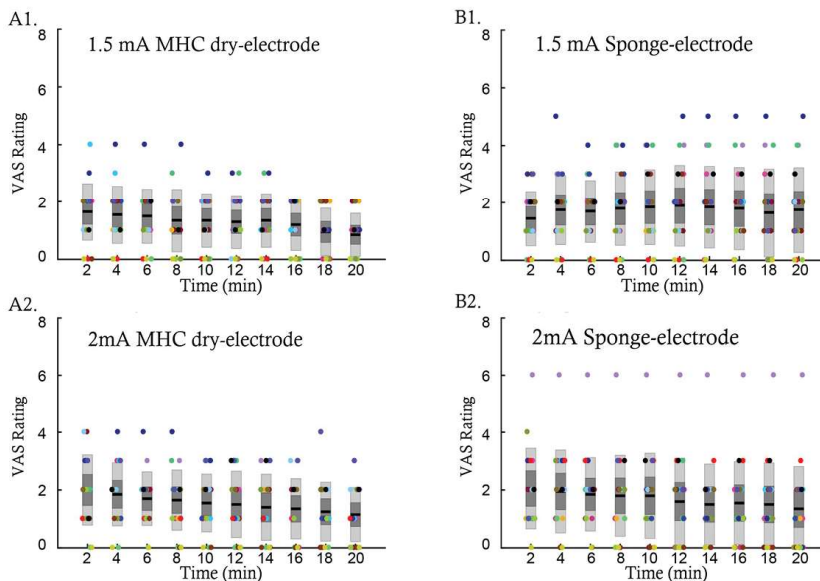 A1.
1.5 mA MHC dry-electrode
8
6
4
2
0
VAS Rating
2 4 6 8 10 12 14 16 18 20
Time (min)
B1.
1.5 mA Sponge-electrode
8
6
4
2
0
VAS Rating
2 4 6 8 10 12 14 16 18 20
Time (min)
A2.
2mA MHC dry-electrode
8
6
4
2
0
VAS Rating
2 4 6 8 10 12 14 16 18 20
Time (min)
B2.
2mA Sponge-electrode
8
6
4
2
0
VAS Rating
2 4 6 8 10 12 14 16 18 20
Time (min)